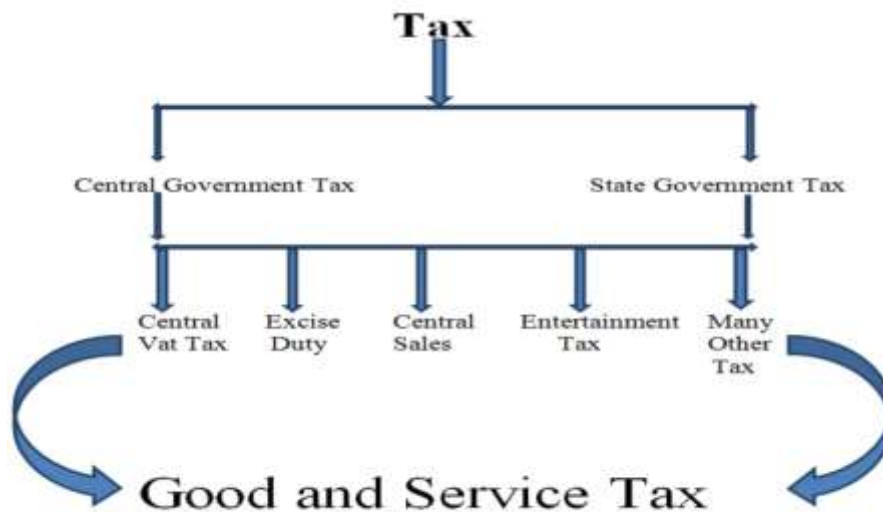 Tax
Central Government Tax
State Government Tax
Central
Vat Tax
Excise
Duty
Central
Sales
Entertainment
Tax
Many
Other
Tax
Good and Service Tax